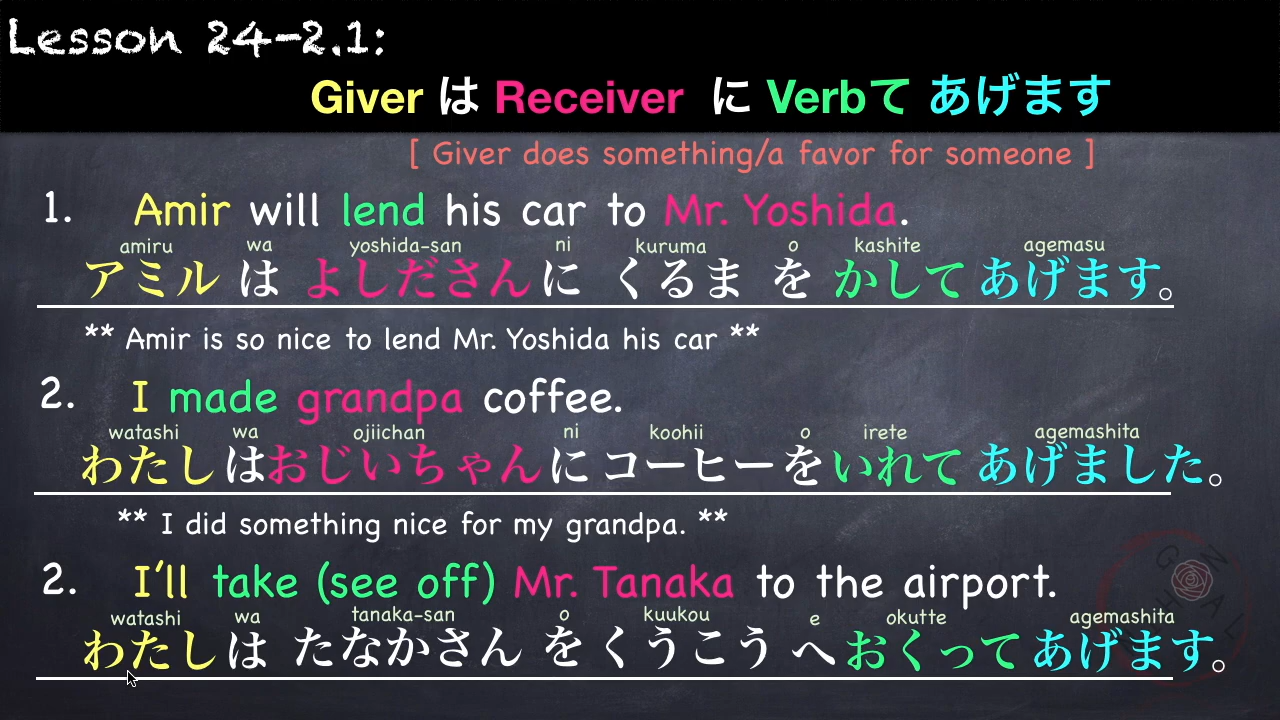 Lesson 24-2.1:
Giver は Receiver に Verbて あげます
[ Giver does something/a favor for someone ]
1. Amir will lend his car to Mr. Yoshida.
amiru wa yoshida-san ni kuruma o kashite agemasu
アミル は よしださん に くるま を かして あげます。
** Amir is so nice to lend Mr. Yoshida his car **
2. I made grandpa coffee.
watashi wa ojiichan ni koohii o irete agemashita
わたし は おじいちゃん に コーヒー を いれて あげました。
** I did something nice for my grandpa. **
2. I'll take (see off) Mr. Tanaka to the airport.
watashi wa tanaka-san o kuukou e okutte agemashita
わたし は たなかさん を くうこう へ おくって あげます。